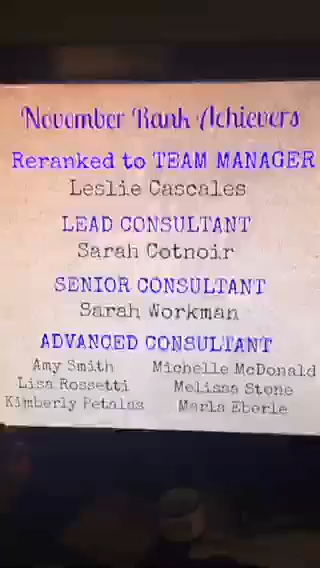 November Rank Achievers
Reranked to TEAM MANAGER
Leslie Cascales
LEAD CONSULTANT
Sarah Cotnoir
SENIOR CONSULTANT
Sarah Workman
ADVANCED CONSULTANT
Amy Smith Michelle McDonald
Lisa Rossetti Melissa Stone
Kimberly Petalas Marla Eberle